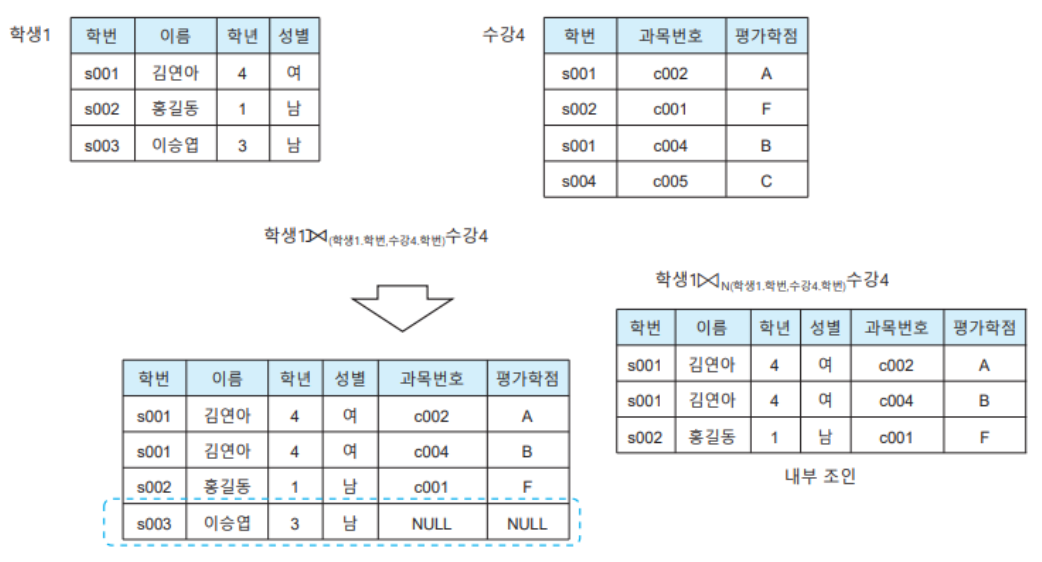 학생1
학번 이름 학년 성별
s001 김연아 4 여
s002 홍길동 1 남
s003 이승엽 3 남
수강4
학번 과목번호 평가학점
s001 c002 A
s002 c001 F
s001 c004 B
s004 c005 C
학생1⟕(학생1.학번,수강4.학번)수강4
학번 이름 학년 성별 과목번호 평가학점
s001 김연아 4 여 c002 A
s001 김연아 4 여 c004 B
s002 홍길동 1 남 c001 F
s003 이승엽 3 남 NULL NULL
학생1⋈N(학생1.학번,수강4.학번)수강4
학번 이름 학년 성별 과목번호 평가학점
s001 김연아 4 여 c002 A
s001 김연아 4 여 c004 B
s002 홍길동 1 남 c001 F
내부 조인